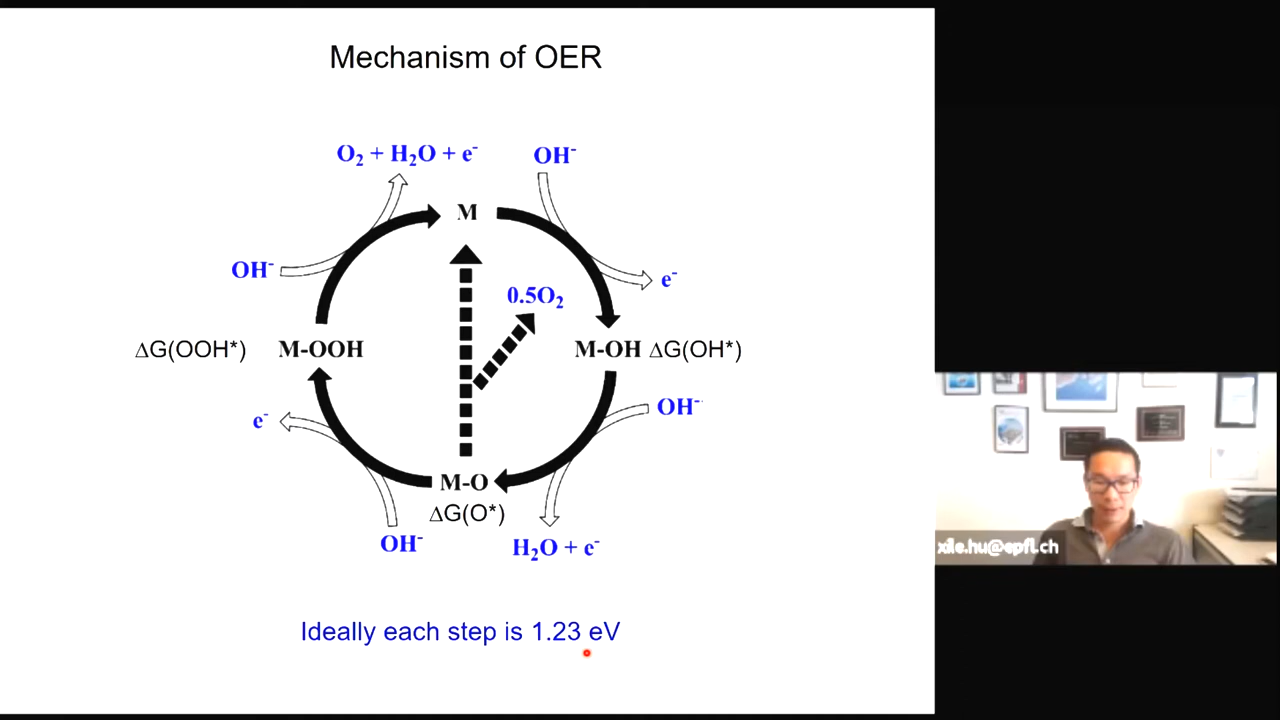 Mechanism of OER
O₂ + H₂O + e⁻
OH⁻
M
OH⁻
e⁻
0.5O₂
ΔG(OOH*)
M-OOH
M-OH
ΔG(OH*)
e⁻
OH⁻
M-O
ΔG(O*)
OH⁻
H₂O + e⁻
Ideally each step is 1.23 eV
xile.hu@epfl.ch